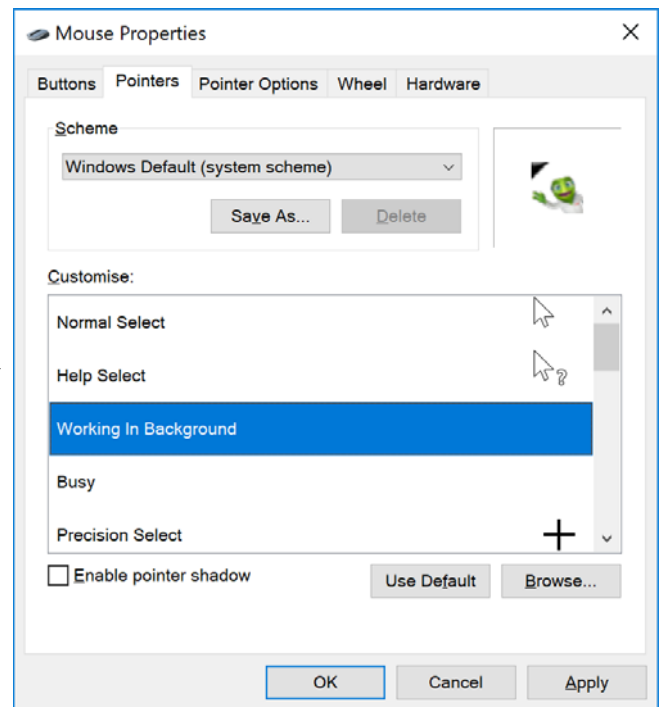 Mouse Properties
Buttons Pointers Pointer Options Wheel Hardware
Scheme
Windows Default (system scheme)
Save As... Delete
Customise:
Normal Select
Help Select
Working In Background
Busy
Precision Select
Enable pointer shadow Use Default Browse...
OK Cancel Apply